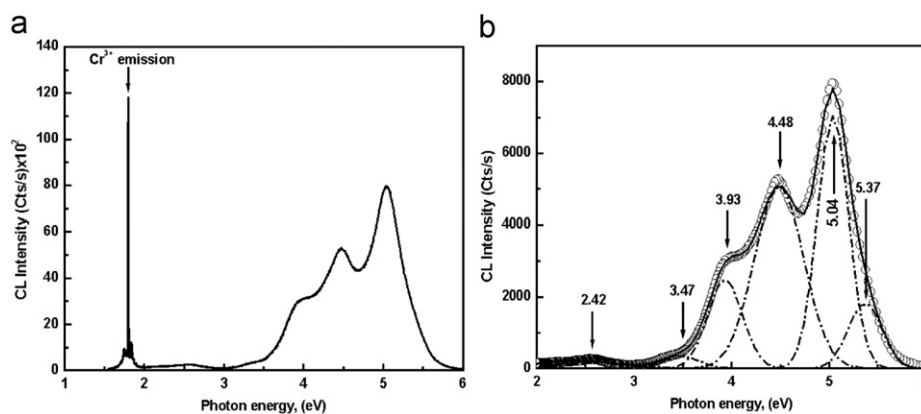 a
140
120
100
80
60
40
20
0
CL Intensity (Cts/s)x10²
Cr³⁺ emission
1 2 3 4 5 6
Photon energy, (eV)
b
8000
6000
4000
2000
0
CL Intensity (Cts/s)
2.42
3.47
3.93
4.48
5.04
5.37
2 3 4 5
Photon energy, (eV)